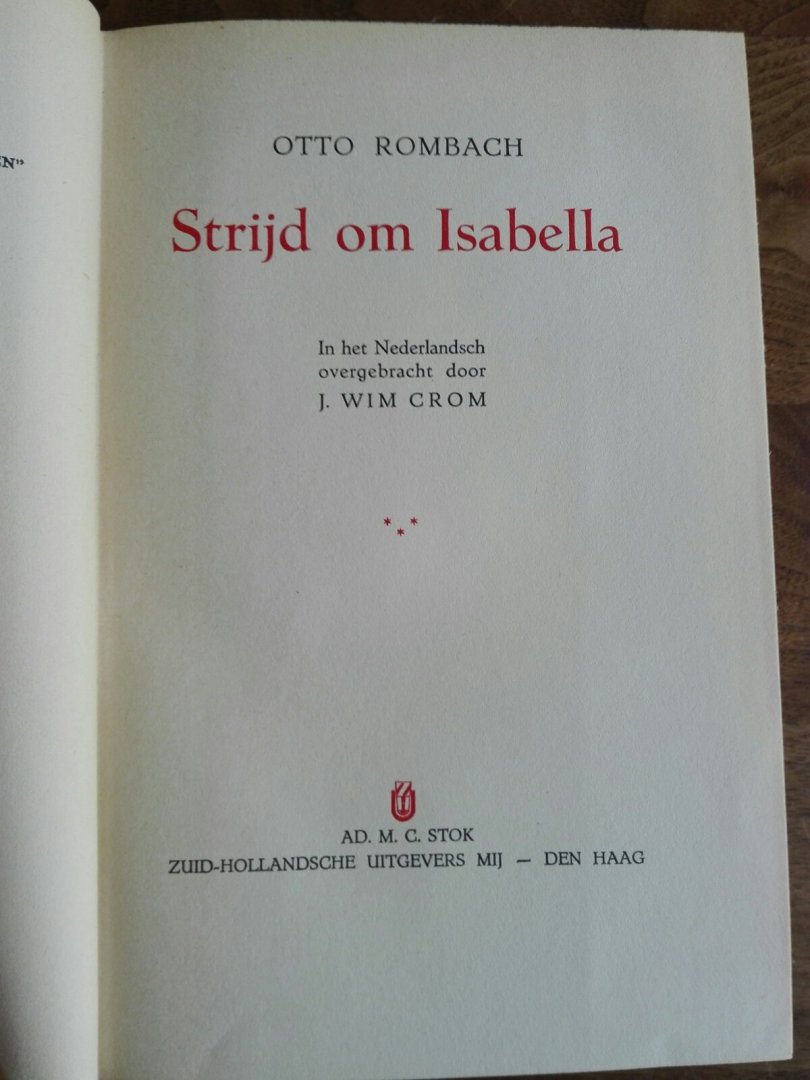 EN”
OTTO ROMBACH
Strijd om Isabella
In het Nederlandsch
overgebracht door
J. WIM CROM
* * *
AD. M. C. STOK
ZUID-HOLLANDSCHE UITGEVERS MIJ — DEN HAAG